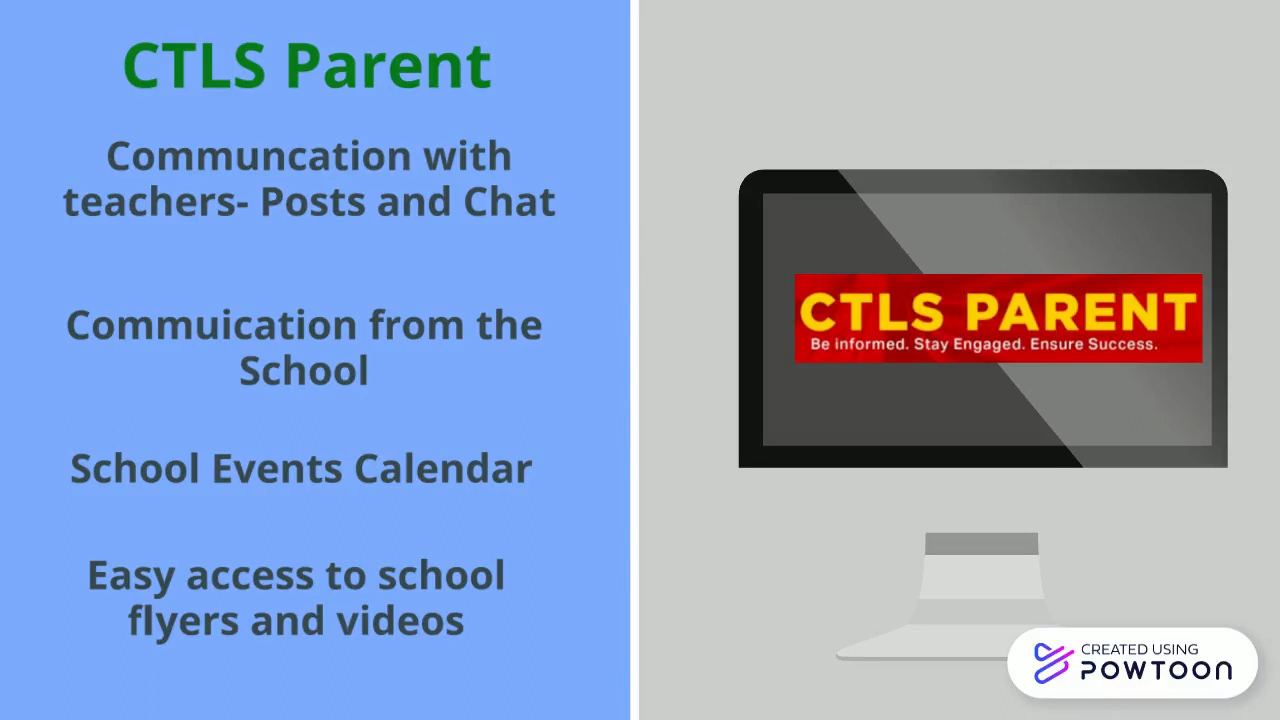 CTLS Parent
Communcation with
teachers- Posts and Chat
Commuication from the
School
School Events Calendar
Easy access to school
flyers and videos
CTLS PARENT
Be informed. Stay Engaged. Ensure Success.
CREATED USING
POWTOON